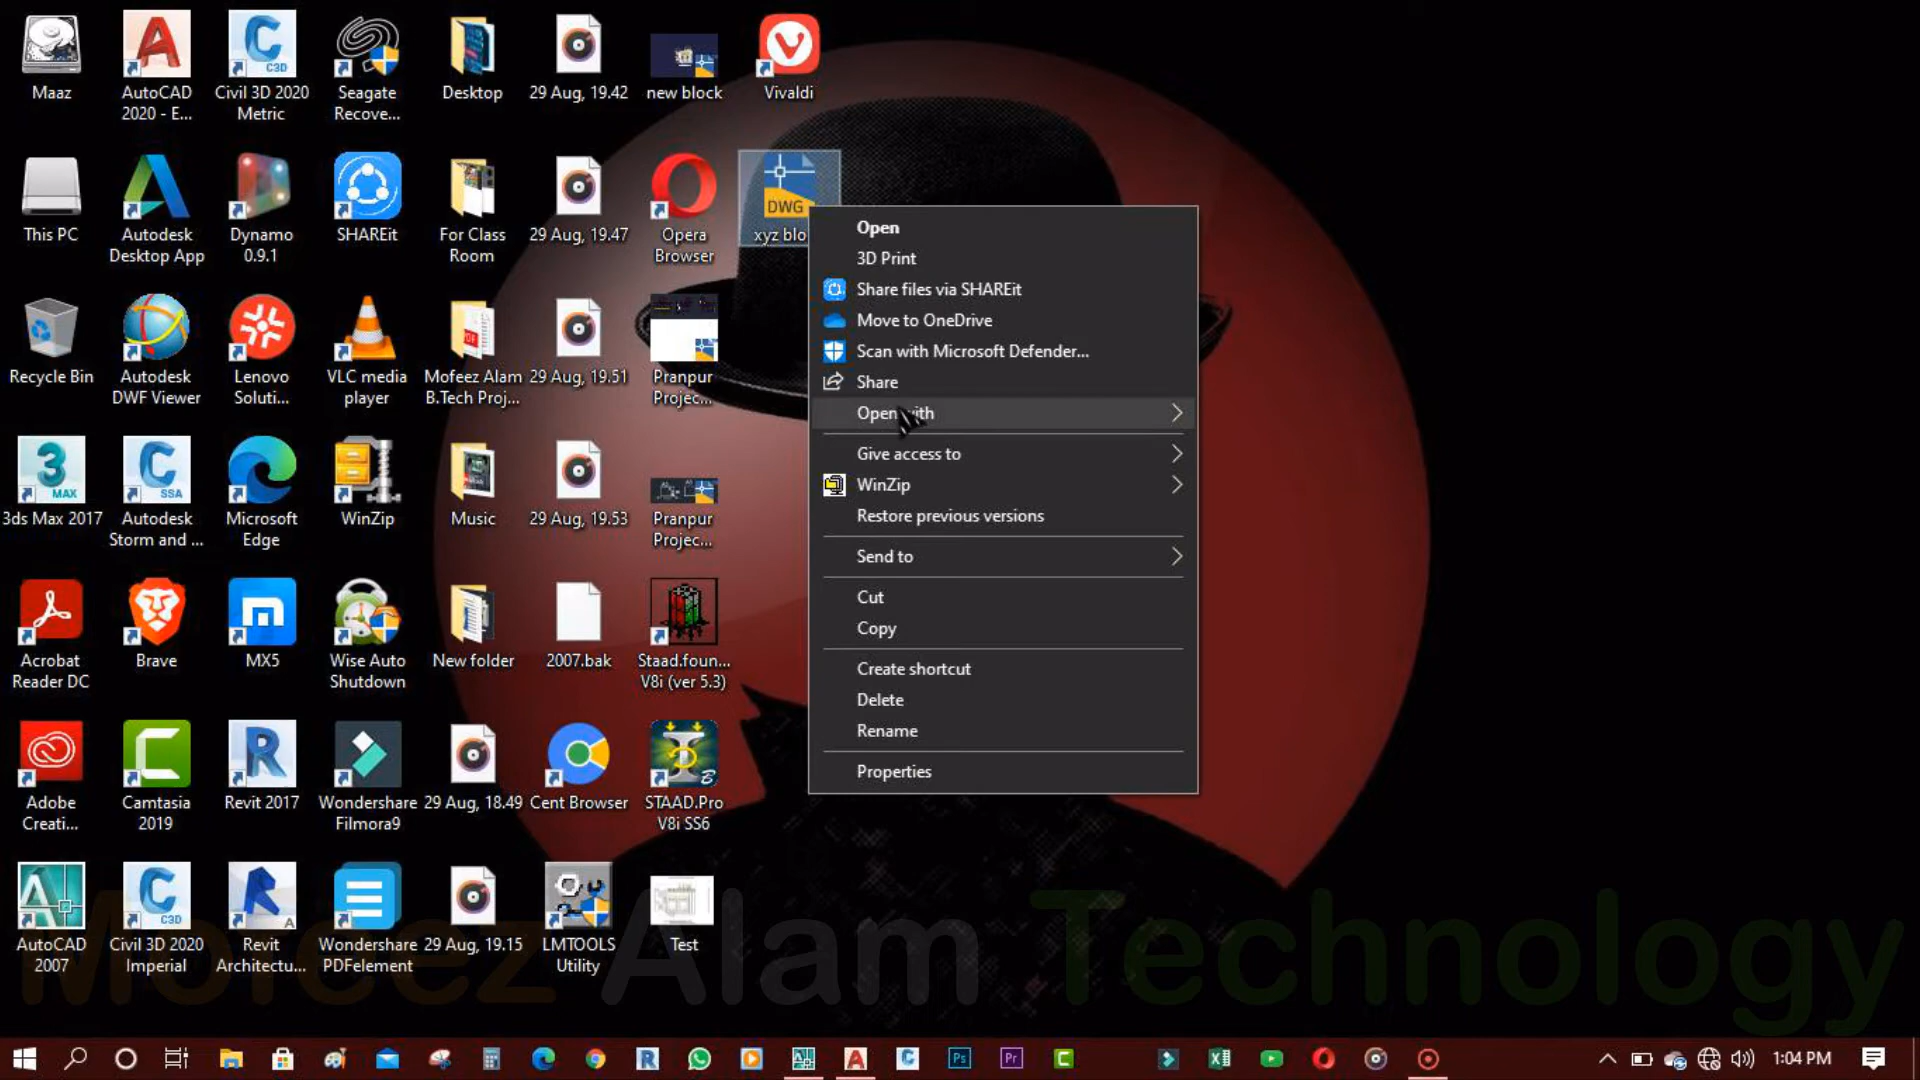 Maaz
AutoCAD
2020 - E...
Civil 3D 2020
Metric
Seagate
Recove...
Desktop
29 Aug, 19.42
new block
Vivaldi
This PC
Autodesk
Desktop App
Dynamo
0.9.1
SHAREit
For Class
Room
29 Aug, 19.47
Opera
Browser
DWG
xyz blo
Recycle Bin
Autodesk
DWF Viewer
Lenovo
Soluti...
VLC media
player
Mofeez Alam
B.Tech Proj...
29 Aug, 19.51
Pranpur
Projec...
3ds Max 2017
Autodesk
Storm and ...
Microsoft
Edge
WinZip
Music
29 Aug, 19.53
Pranpur
Projec...
Acrobat
Reader DC
Brave
MX5
Wise Auto
Shutdown
New folder
2007.bak
Staad.foun...
V8i (ver 5.3)
Adobe
Creati...
Camtasia
2019
Revit 2017
Wondershare
Filmora9
29 Aug, 18.49
Cent Browser
STAAD.Pro
V8i SS6
AutoCAD
2007
Civil 3D 2020
Imperial
Revit
Architectu...
Wondershare
PDFelement
29 Aug, 19.15
LMTOOLS
Utility
Test
Open
3D Print
Share files via SHAREit
Move to OneDrive
Scan with Microsoft Defender...
Share
Open with
Give access to
WinZip
Restore previous versions
Send to
Cut
Copy
Create shortcut
Delete
Rename
Properties
Mofeez Alam Technology
1:04 PM